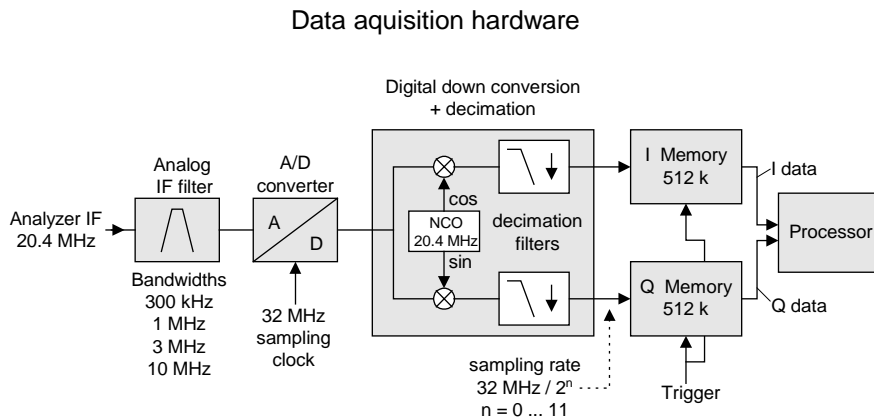 Data aquisition hardware
Digital down conversion
+ decimation
Analog
IF filter
A/D
converter
Analyzer IF
20.4 MHz
A
D
cos
NCO
20.4 MHz
sin
decimation
filters
I Memory
512 k
I data
Processor
Q Memory
512 k
Q data
Bandwidths
300 kHz
1 MHz
3 MHz
10 MHz
32 MHz
sampling
clock
sampling rate
32 MHz / 2ⁿ
n = 0 ... 11
Trigger